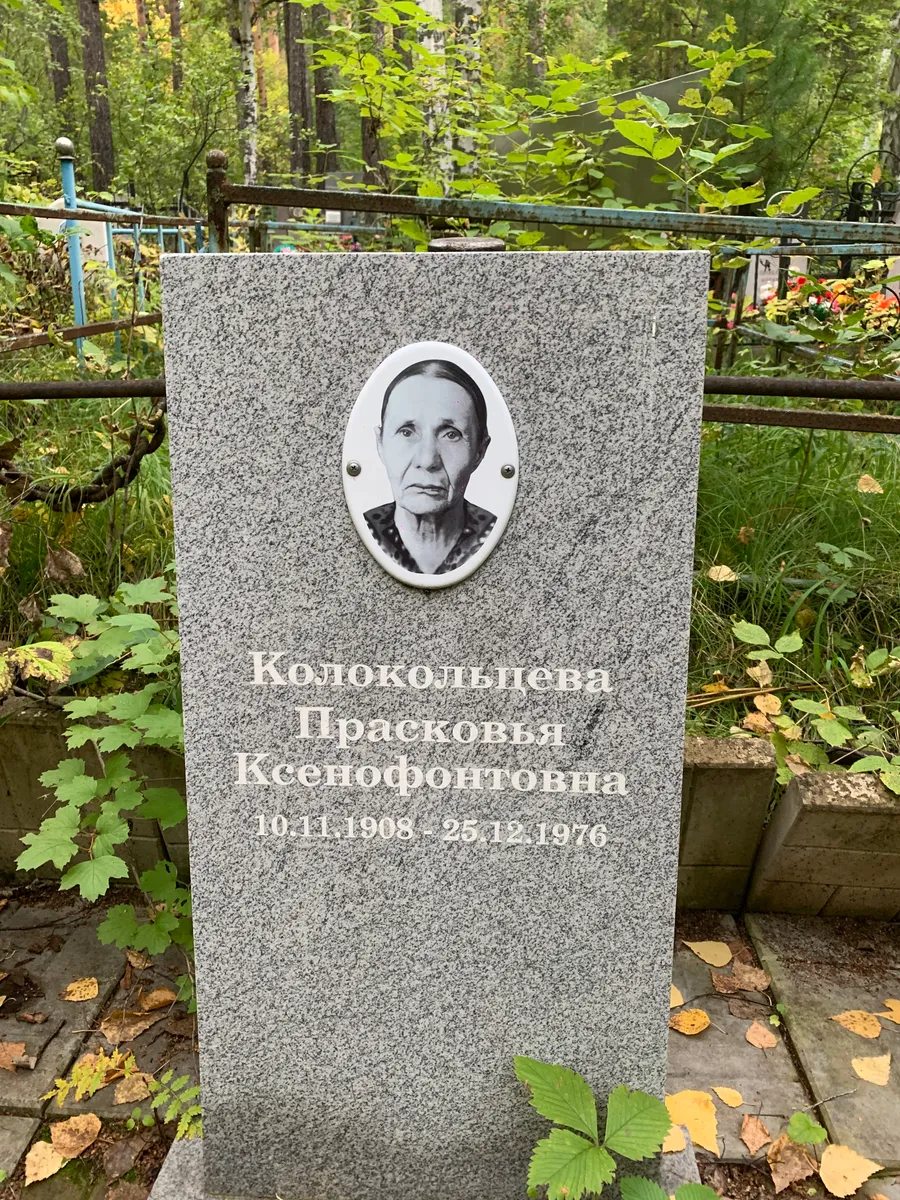 Колокольцева
Прасковья
Ксенофонтовна
10.11.1908 - 25.12.1976